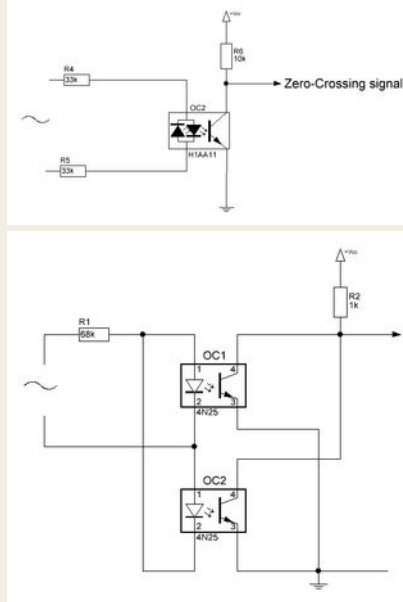 +Vcc
R6
10k
R4
33k
Zero-Crossing signal
OC2
H1AA11
R5
33k
+Vcc
R2
1k
R1
68k
OC1
1
4
2
3
4N25
OC2
1
4
2
3
4N25